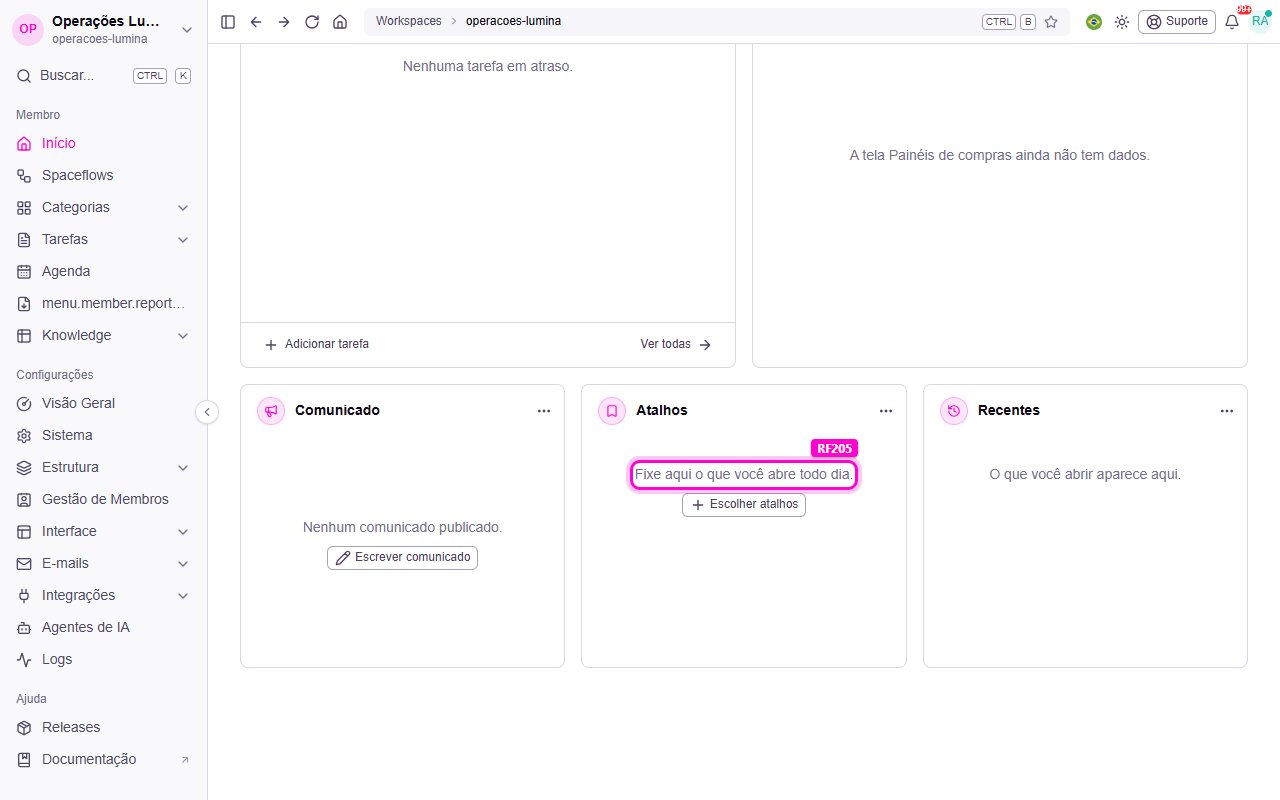 OP
Operações Lu...
operacoes-lumina
Buscar...
CTRL
K
Membro
Início
Spaceflows
Categorias
Tarefas
Agenda
menu.member.report...
Knowledge
Configurações
Visão Geral
Sistema
Estrutura
Gestão de Membros
Interface
E-mails
Integrações
Agentes de IA
Logs
Ajuda
Releases
Documentação
Workspaces
operacoes-lumina
CTRL
B
Suporte
99+
RA
Nenhuma tarefa em atraso.
Adicionar tarefa
Ver todas
A tela Painéis de compras ainda não tem dados.
Comunicado
Nenhum comunicado publicado.
Escrever comunicado
Atalhos
RF205
Fixe aqui o que você abre todo dia.
Escolher atalhos
Recentes
O que você abrir aparece aqui.